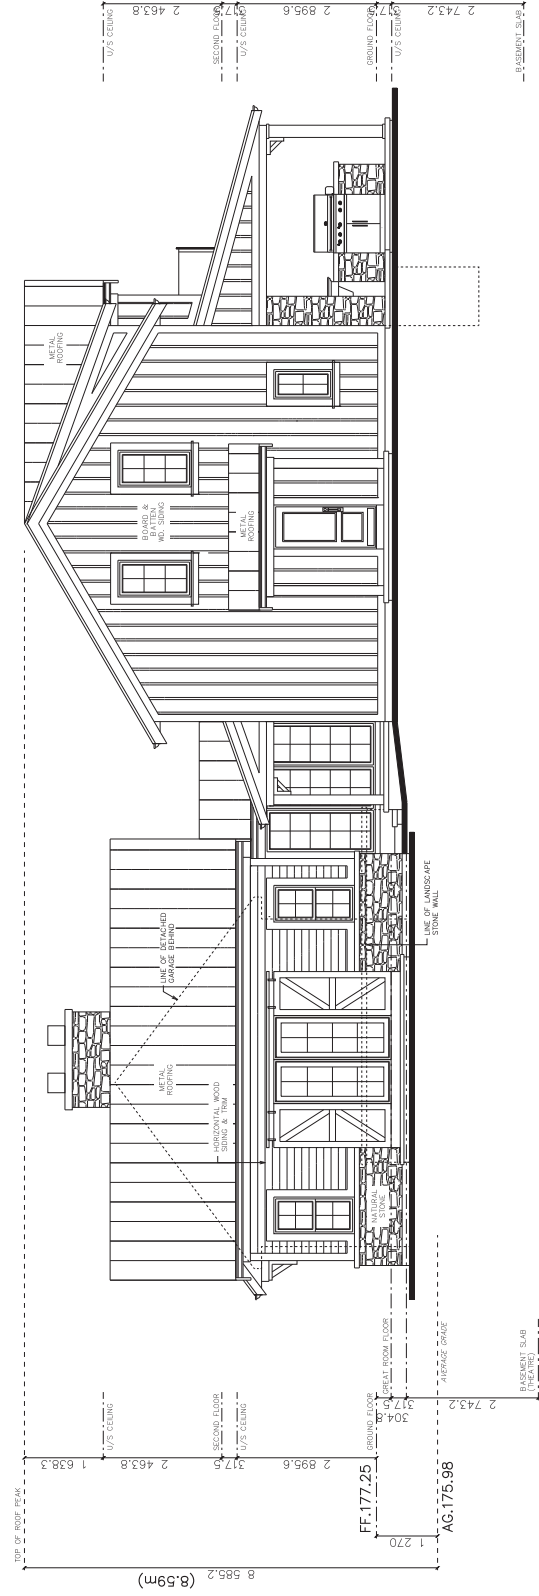 2 463.8
317.5
2 895.6
317.5
2 743.2
U/S CEILING
SECOND FLOOR
U/S CEILING
GROUND FLOOR
U/S CEILING
BASEMENT SLAB
METAL
ROOFING
BOARD &
BATTEN
WD. SIDING
METAL
ROOFING
LINE OF DETACHED
GARAGE BEHIND
LINE OF LANDSCAPE
STONE WALL
METAL
ROOFING
HORIZONTAL WOOD
SIDING & TRIM
NATURAL
STONE
TOP OF ROOF PEAK
U/S CEILING
SECOND FLOOR
U/S CEILING
GROUND FLOOR
GREAT ROOM FLOOR
AVERAGE GRADE
BASEMENT SLAB
(THEATRE)
1 638.3
2 463.8
317.5
2 895.6
304.8
317.5
2 743.2
FF.177.25
AG.175.98
1 270
8 585.2
(8.59m)